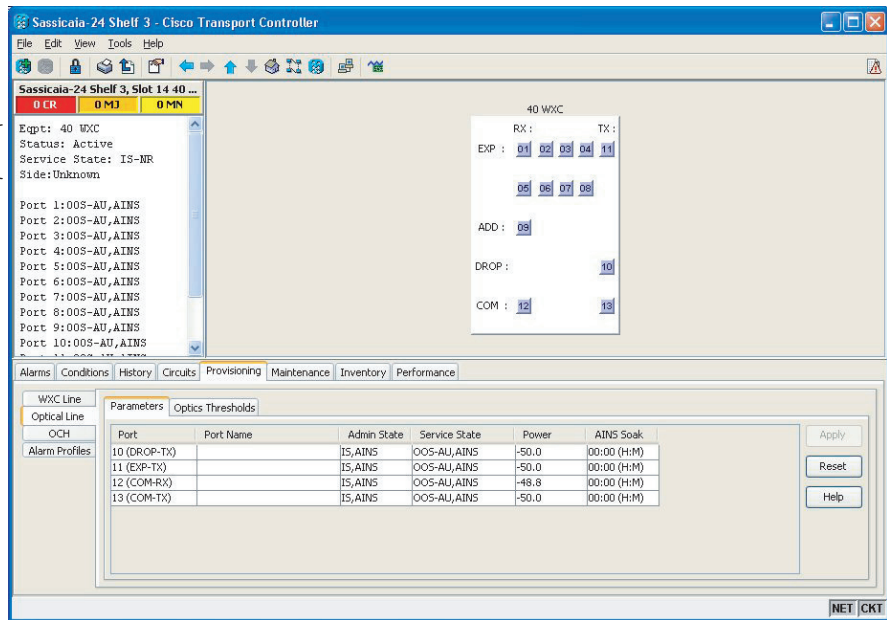 Sassicaia-24 Shelf 3 - Cisco Transport Controller
File Edit View Tools Help
Sassicaia-24 Shelf 3, Slot 14 40 ...
0 CR 0 MJ 0 MN
Eqpt: 40 WXC
Status: Active
Service State: IS-NR
Side:Unknown
Port 1:OOS-AU,AINS
Port 2:OOS-AU,AINS
Port 3:OOS-AU,AINS
Port 4:OOS-AU,AINS
Port 5:OOS-AU,AINS
Port 6:OOS-AU,AINS
Port 7:OOS-AU,AINS
Port 8:OOS-AU,AINS
Port 9:OOS-AU,AINS
Port 10:OOS-AU,AINS
40 WXC
RX : TX :
EXP : 01 02 03 04 11
05 06 07 08
ADD : 09
DROP : 10
COM : 12 13
Alarms Conditions History Circuits Provisioning Maintenance Inventory Performance
WXC Line
Optical Line
OCH
Alarm Profiles
Parameters Optics Thresholds
Port Port Name Admin State Service State Power AINS Soak
10 (DROP-TX) IS,AINS OOS-AU,AINS -50.0 00:00 (H:M)
11 (EXP-TX) IS,AINS OOS-AU,AINS -50.0 00:00 (H:M)
12 (COM-RX) IS,AINS OOS-AU,AINS -48.8 00:00 (H:M)
13 (COM-TX) IS,AINS OOS-AU,AINS -50.0 00:00 (H:M)
Apply
Reset
Help
NET CKT